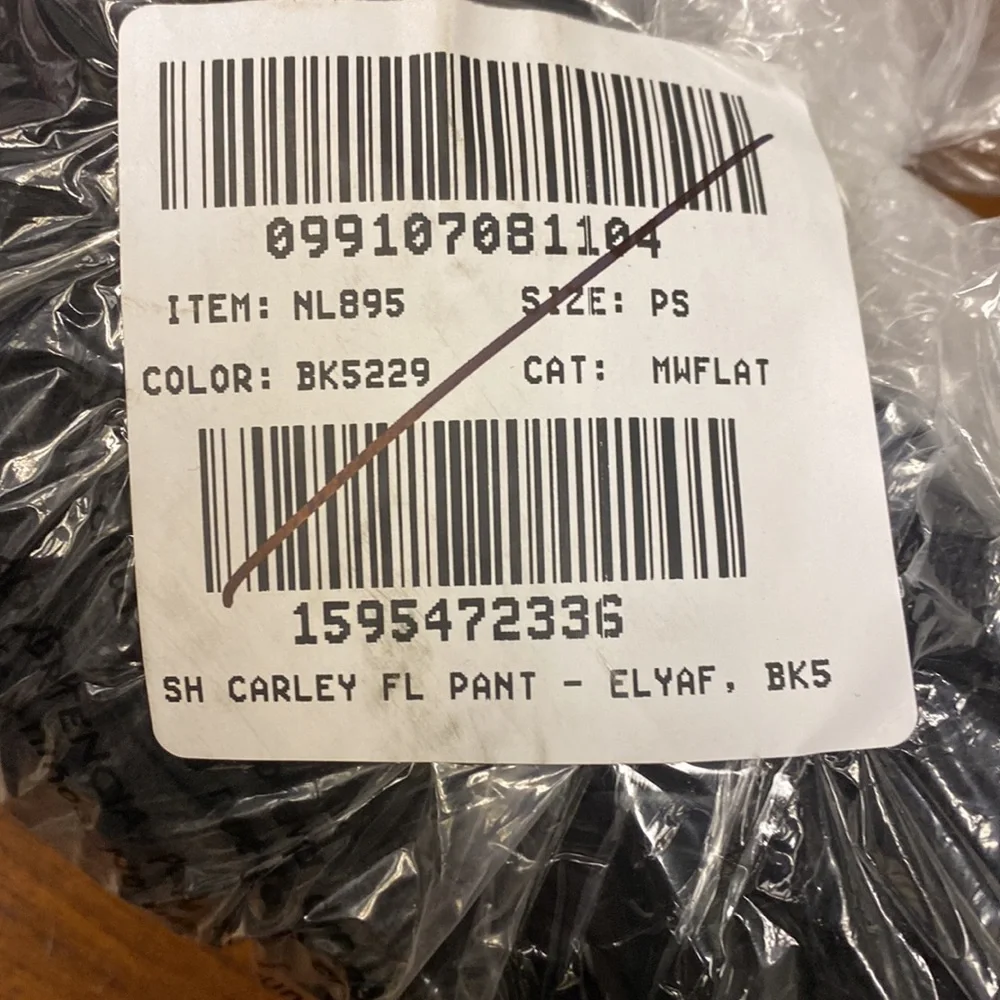 099107081104
ITEM: NL895 SIZE: PS
COLOR: BK5229 CAT: MWFLAT
1595472336
SH CARLEY FL PANT - ELYAF, BK5